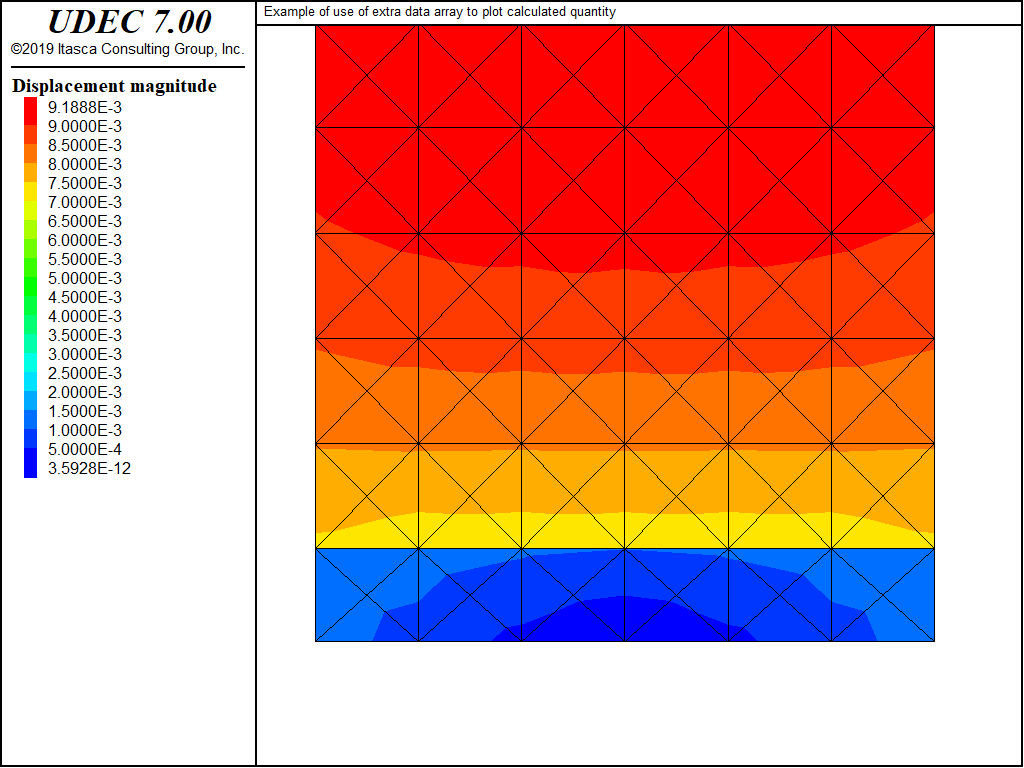 UDEC 7.00
©2019 Itasca Consulting Group, Inc.
Displacement magnitude
9.1888E-3
9.0000E-3
8.5000E-3
8.0000E-3
7.5000E-3
7.0000E-3
6.5000E-3
6.0000E-3
5.5000E-3
5.0000E-3
4.5000E-3
4.0000E-3
3.5000E-3
3.0000E-3
2.5000E-3
2.0000E-3
1.5000E-3
1.0000E-3
5.0000E-4
3.5928E-12
Example of use of extra data array to plot calculated quantity